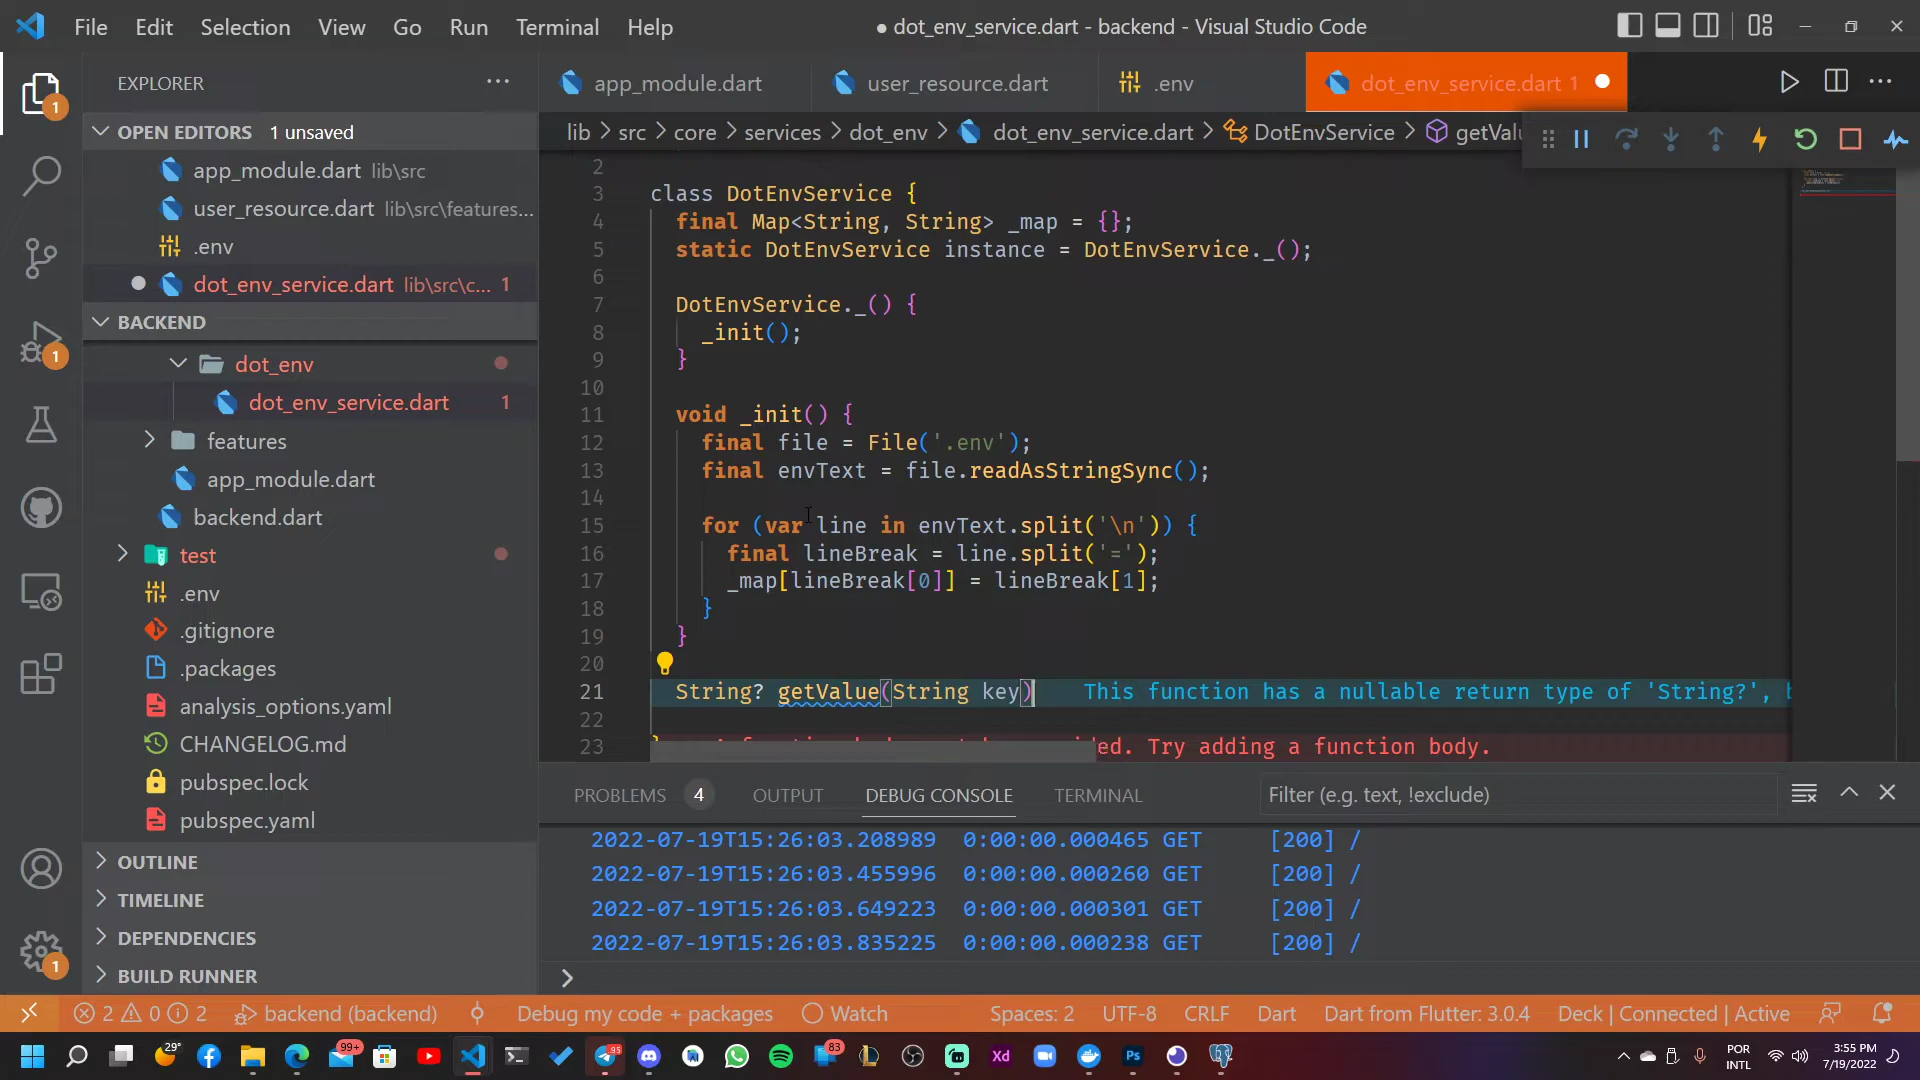 File Edit Selection View Go Run Terminal Help
● dot_env_service.dart - backend - Visual Studio Code
EXPLORER
1
OPEN EDITORS 1 unsaved
app_module.dart lib\src
user_resource.dart lib\src\features...
.env
dot_env_service.dart lib\src\c... 1
BACKEND
dot_env
dot_env_service.dart 1
features
app_module.dart
backend.dart
test
.env
.gitignore
.packages
analysis_options.yaml
CHANGELOG.md
pubspec.lock
pubspec.yaml
OUTLINE
TIMELINE
DEPENDENCIES
BUILD RUNNER
1
1
app_module.dart user_resource.dart .env dot_env_service.dart 1
lib > src > core > services > dot_env > dot_env_service.dart > DotEnvService > getValu
2
3 class DotEnvService {
4 final Map<String, String> _map = {};
5 static DotEnvService instance = DotEnvService._();
6
7 DotEnvService._() {
8 _init();
9 }
10
11 void _init() {
12 final file = File('.env');
13 final envText = file.readAsStringSync();
14
15 for (var line in envText.split('\n')) {
16 final lineBreak = line.split('=');
17 _map[lineBreak[0]] = lineBreak[1];
18 }
19 }
20
21 String? getValue(String key) This function has a nullable return type of 'String?',
22
23 ed. Try adding a function body.
PROBLEMS 4 OUTPUT DEBUG CONSOLE TERMINAL Filter (e.g. text, !exclude)
2022-07-19T15:26:03.208989 0:00:00.000465 GET [200] /
2022-07-19T15:26:03.455996 0:00:00.000260 GET [200] /
2022-07-19T15:26:03.649223 0:00:00.000301 GET [200] /
2022-07-19T15:26:03.835225 0:00:00.000238 GET [200] /
>
2 0 2 backend (backend) Debug my code + packages Watch Spaces: 2 UTF-8 CRLF Dart Dart from Flutter: 3.0.4 Deck | Connected | Active
29° 99+ 95 83 Xd Ps POR INTL 3:55 PM 7/19/2022